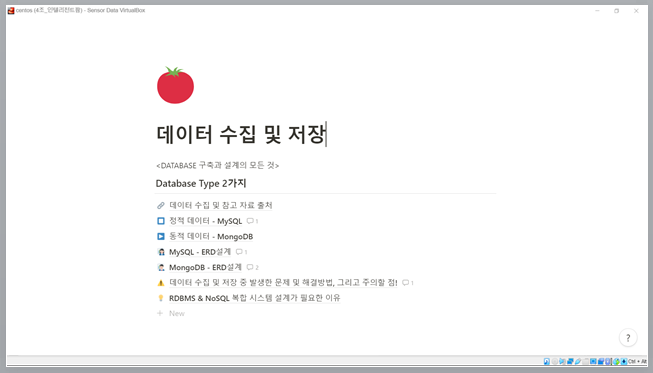 centos (4조_인텔리전트팜) - Sensor Data VirtualBox
데이터 수집 및 저장
<DATABASE 구축과 설계의 모든 것>
Database Type 2가지
데이터 수집 및 참고 자료 출처
정적 데이터 - MySQL 1
동적 데이터 - MongoDB
MySQL - ERD설계 1
MongoDB - ERD설계 2
데이터 수집 및 저장 중 발생한 문제 및 해결방법, 그리고 주의할 점! 1
RDBMS & NoSQL 복합 시스템 설계가 필요한 이유
+ New
?
Ctrl + Alt